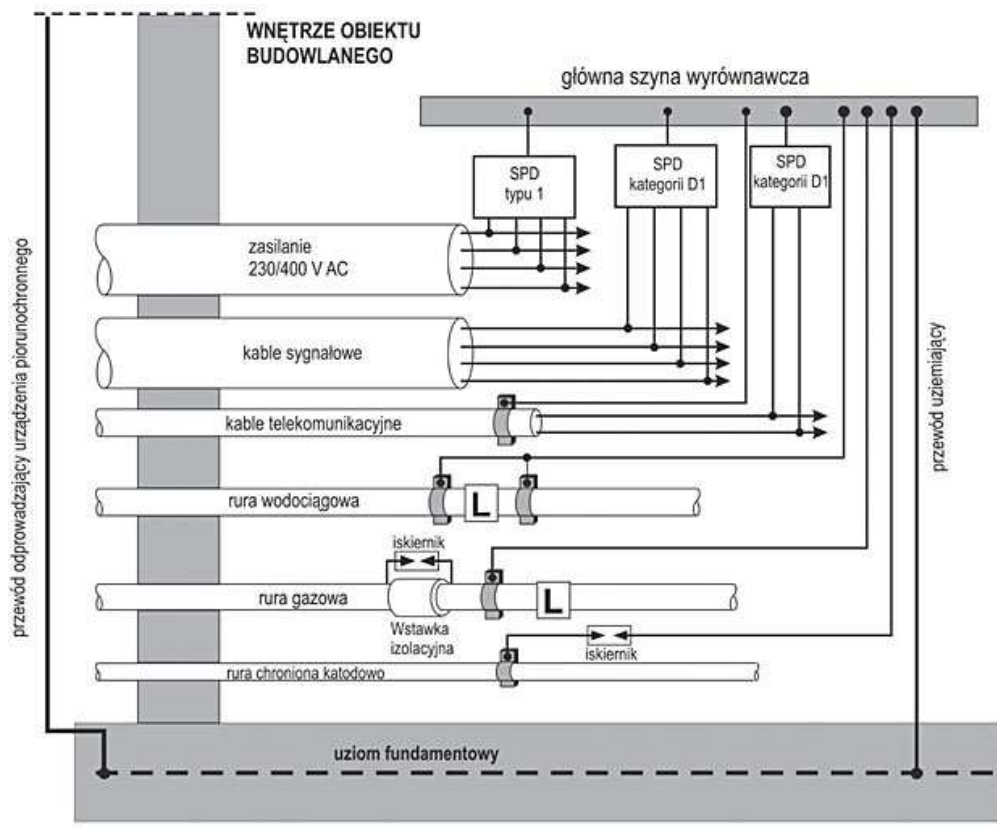 WNĘTRZE OBIEKTU
BUDOWLANEGO
główna szyna wyrównawcza
SPD
typu 1
SPD
kategorii D1
SPD
kategorii D1
zasilanie
230/400 V AC
kable sygnałowe
kable telekomunikacyjne
rura wodociągowa
L
iskiernik
rura gazowa
L
Wstawka
izolacyjna
iskiernik
rura chroniona katodowo
uziom fundamentowy
przewód odprowadzający urządzenia piorunochronnego
przewód uziemiający